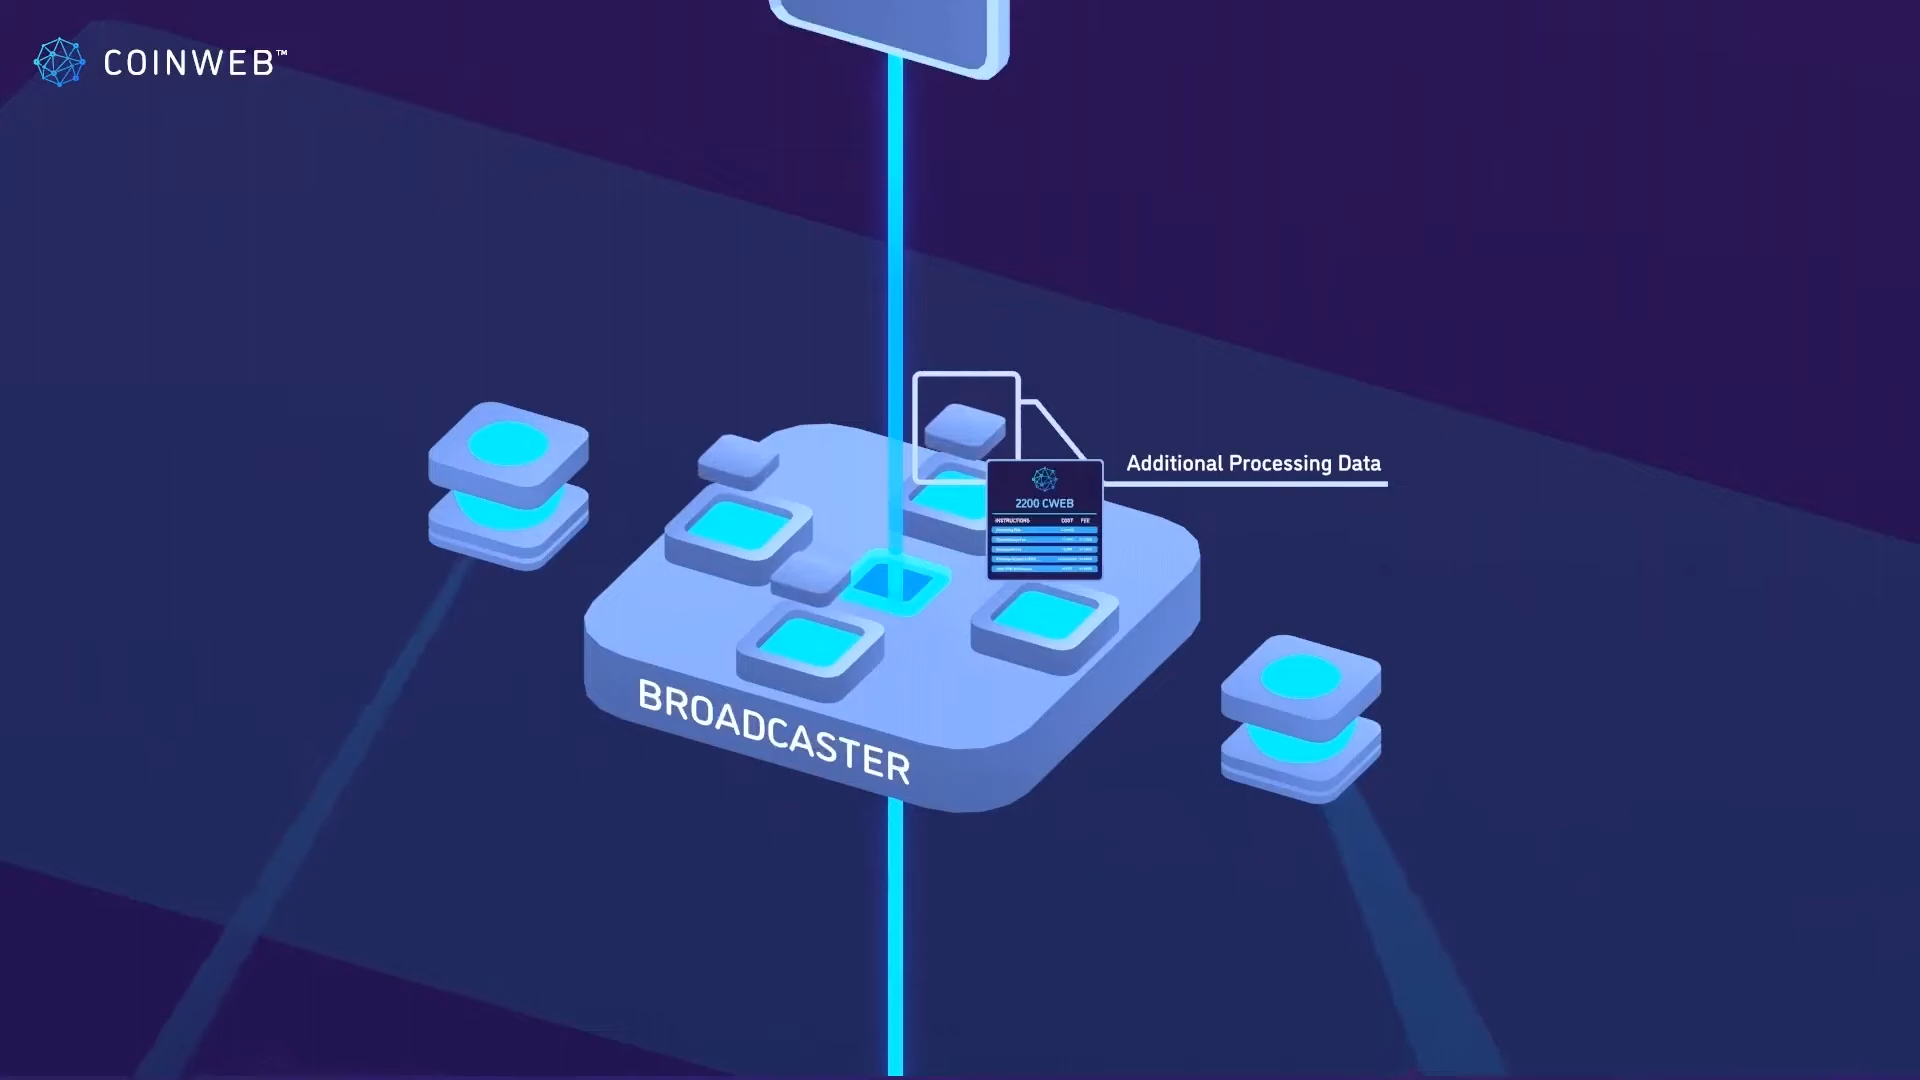 COINWEB™
Additional Processing Data
2200 CWEB
INSTRUCTIONS COST FEE
BROADCASTER